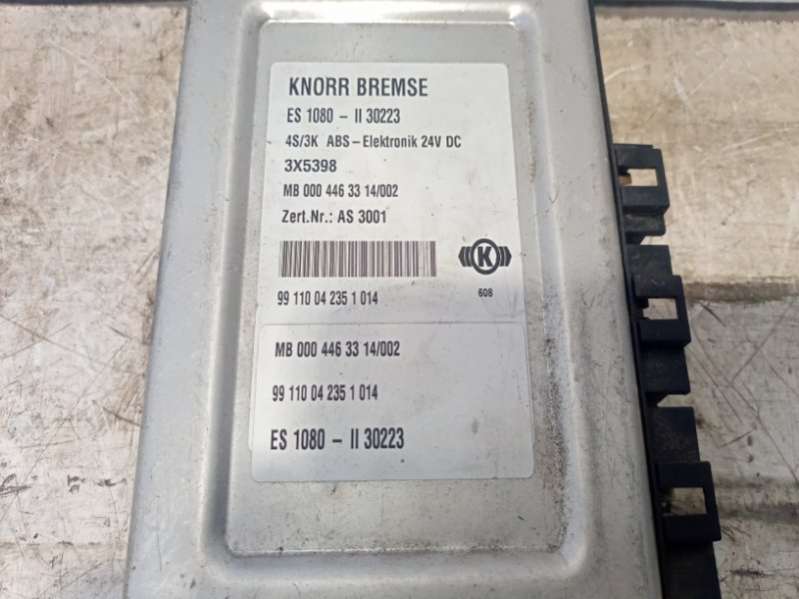 KNORR BREMSE
ES 1080 - II 30223
4S/3K ABS - Elektronik 24V DC
3X5398
MB 000 446 33 14/002
Zert.Nr.: AS 3001
K
608
99 110 04 235 1 014
MB 000 446 33 14/002
99 110 04 235 1 014
ES 1080 - II 30223